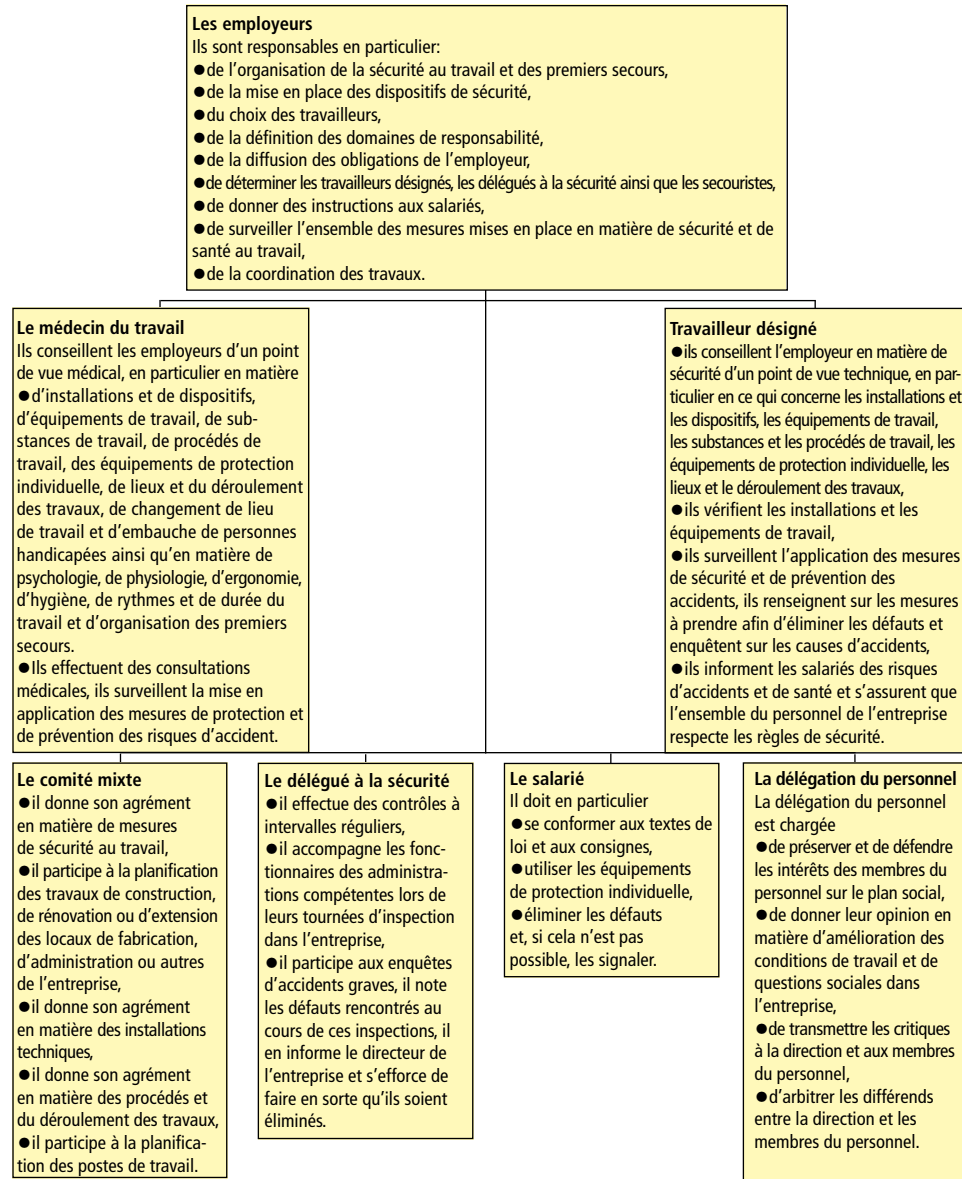 Les employeurs
Ils sont responsables en particulier:
●de l'organisation de la sécurité au travail et des premiers secours,
●de la mise en place des dispositifs de sécurité,
●du choix des travailleurs,
●de la définition des domaines de responsabilité,
●de la diffusion des obligations de l'employeur,
●de déterminer les travailleurs désignés, les délégués à la sécurité ainsi que les secouristes,
●de donner des instructions aux salariés,
●de surveiller l'ensemble des mesures mises en place en matière de sécurité et de
santé au travail,
●de la coordination des travaux.
Le médecin du travail
Ils conseillent les employeurs d'un point
de vue médical, en particulier en matière
●d'installations et de dispositifs,
d'équipements de travail, de sub-
stances de travail, de procédés de
travail, des équipements de protection
individuelle, de lieux et du déroulement
des travaux, de changement de lieu
de travail et d'embauche de personnes
handicapées ainsi qu'en matière de
psychologie, de physiologie, d'ergonomie,
d'hygiène, de rythmes et de durée du
travail et d'organisation des premiers
secours.
●Ils effectuent des consultations
médicales, ils surveillent la mise en
application des mesures de protection et
de prévention des risques d'accident.
Travailleur désigné
●ils conseillent l'employeur en matière de
sécurité d'un point de vue technique, en par-
ticulier en ce qui concerne les installations et
les dispositifs, les équipements de travail,
les substances et les procédés de travail, les
équipements de protection individuelle, les
lieux et le déroulement des travaux,
●ils vérifient les installations et les
équipements de travail,
●ils surveillent l'application des mesures
de sécurité et de prévention des
accidents, ils renseignent sur les mesures
à prendre afin d'éliminer les défauts et
enquêtent sur les causes d'accidents,
●ils informent les salariés des risques
d'accidents et de santé et s'assurent que
l'ensemble du personnel de l'entreprise
respecte les règles de sécurité.
Le comité mixte
●il donne son agrément
en matière de mesures
de sécurité au travail,
●il participe à la planification
des travaux de construction,
de rénovation ou d'extension
des locaux de fabrication,
d'administration ou autres
de l'entreprise,
●il donne son agrément
en matière des installations
techniques,
●il donne son agrément
en matière des procédés et
du déroulement des travaux,
●il participe à la planifica-
tion des postes de travail.
Le délégué à la sécurité
●il effectue des contrôles à
intervalles réguliers,
●il accompagne les fonc-
tionnaires des administra-
tions compétentes lors de
leurs tournées d'inspection
dans l'entreprise,
●il participe aux enquêtes
d'accidents graves, il note
les défauts rencontrés au
cours de ces inspections, il
en informe le directeur de
l'entreprise et s'efforce de
faire en sorte qu'ils soient
éliminés.
Le salarié
Il doit en particulier
●se conformer aux textes de
loi et aux consignes,
●utiliser les équipements
de protection individuelle,
●éliminer les défauts
et, si cela n'est pas
possible, les signaler.
La délégation du personnel
La délégation du personnel
est chargée
●de préserver et de défendre
les intérêts des membres du
personnel sur le plan social,
●de donner leur opinion en
matière d'amélioration des
conditions de travail et de
questions sociales dans
l'entreprise,
●de transmettre les critiques
à la direction et aux membres
du personnel,
●d'arbitrer les différends
entre la direction et les
membres du personnel.